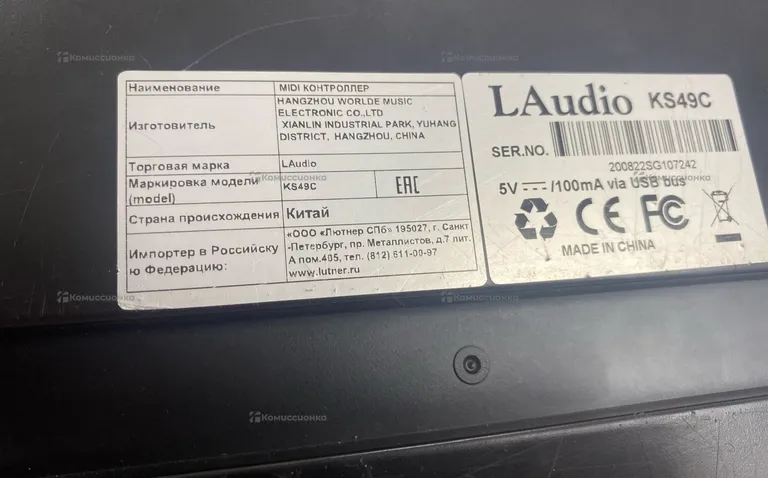 Комиссионка
Комиссионка
Наименование MIDI КОНТРОЛЛЕР
Изготовитель
HANGZHOU WORLDE MUSIC
ELECTRONIC CO.,LTD
XIANLIN INDUSTRIAL PARK, YUHANG
DISTRICT, HANGZHOU, CHINA
Торговая марка LAudio
Маркировка модели
(model)
KS49C EAC
Страна происхождения Китай
Импортер в Российску
ю Федерацию:
«ООО «Лютнер СПб» 195027, г. Санкт
-Петербург, пр. Металлистов, д.7 лит.
А пом.405, тел. (812) 611-00-97
www.lutner.ru
LAudio KS49C
SER.NO.
200822SG107242
5V /100mA via USB bus
CE FC
MADE IN CHINA
Комиссионка
Комиссионка
Комиссионка
Комиссионка
Комиссионка
Комиссионка